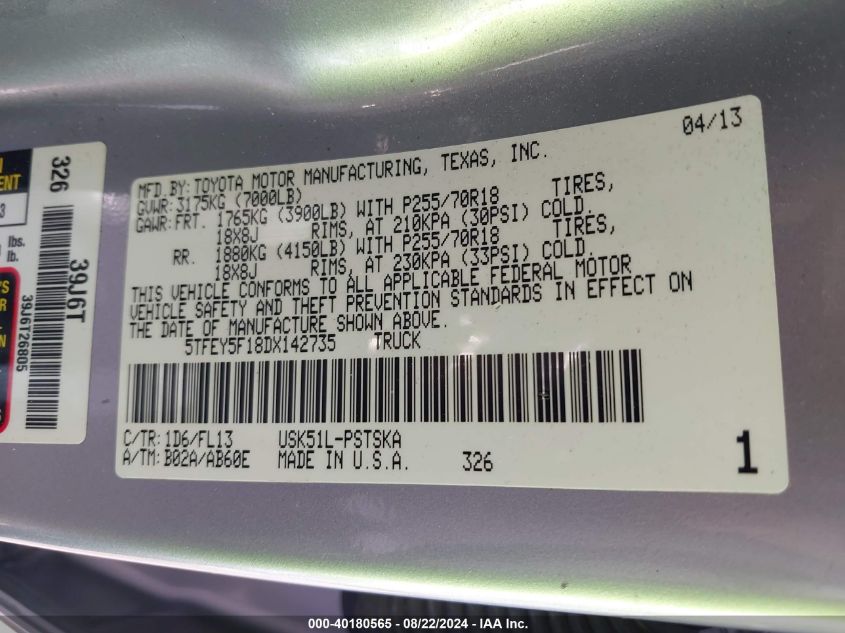 04/13
MFD.BY: TOYOTA MOTOR MANUFACTURING, TEXAS, INC.
GVWR: 3175KG (7000LB)
GAWR: FRT. 1765KG (3900LB) WITH P255/70R18 TIRES,
18X8J RIMS, AT 210KPA (30PSI) COLD,
RR. 1880KG (4150LB) WITH P255/70R18 TIRES,
18X8J RIMS, AT 230KPA (33PSI) COLD,
THIS VEHICLE CONFORMS TO ALL APPLICABLE FEDERAL MOTOR
VEHICLE SAFETY AND THEFT PREVENTION STANDARDS IN EFFECT ON
THE DATE OF MANUFACTURE SHOWN ABOVE.
5TFEY5F18DX142735 TRUCK
C/TR: 1D6/FL13 USK51L-PSTSKA
A/TM: B02A/AB60E MADE IN U.S.A. 326
1
326
39J6T
39J6T26805
lbs.
lb.
000-40180565 - 08/22/2024 - IAA Inc.